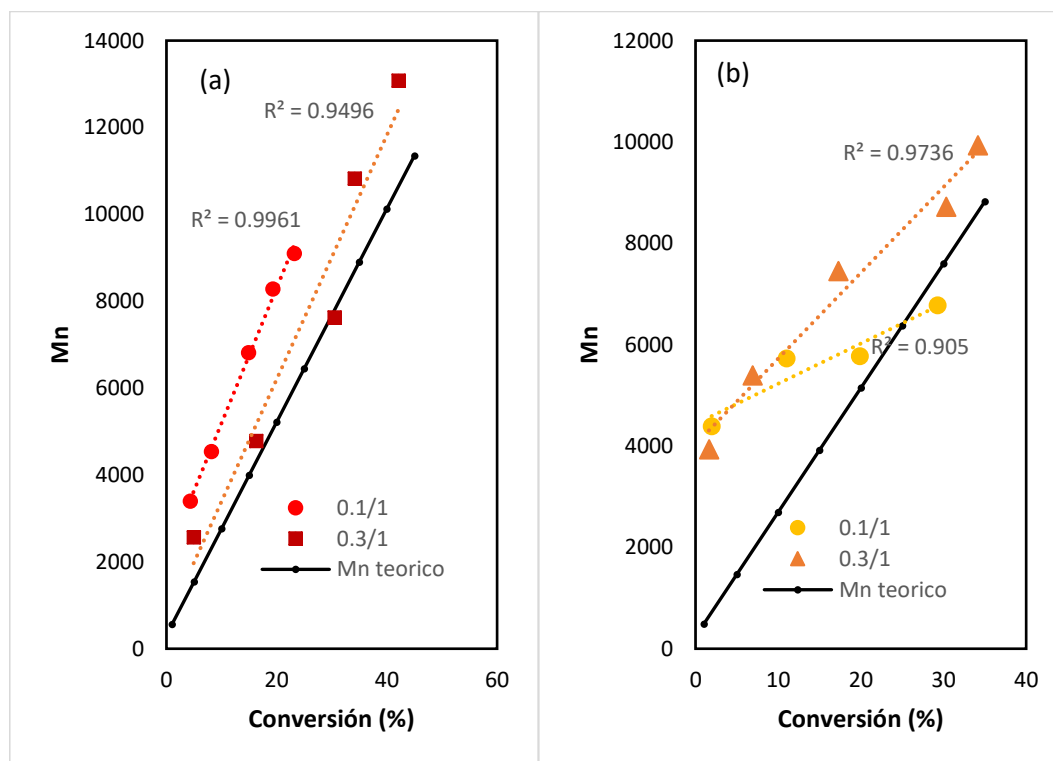 (a)
14000
12000
10000
8000
6000
4000
2000
0
Mn
R² = 0.9496
R² = 0.9961
0.1/1
0.3/1
Mn teorico
0 20 40 60
Conversión (%)
(b)
12000
10000
8000
6000
4000
2000
0
Mn
R² = 0.9736
R² = 0.905
0.1/1
0.3/1
Mn teorico
0 10 20 30 40
Conversión (%)